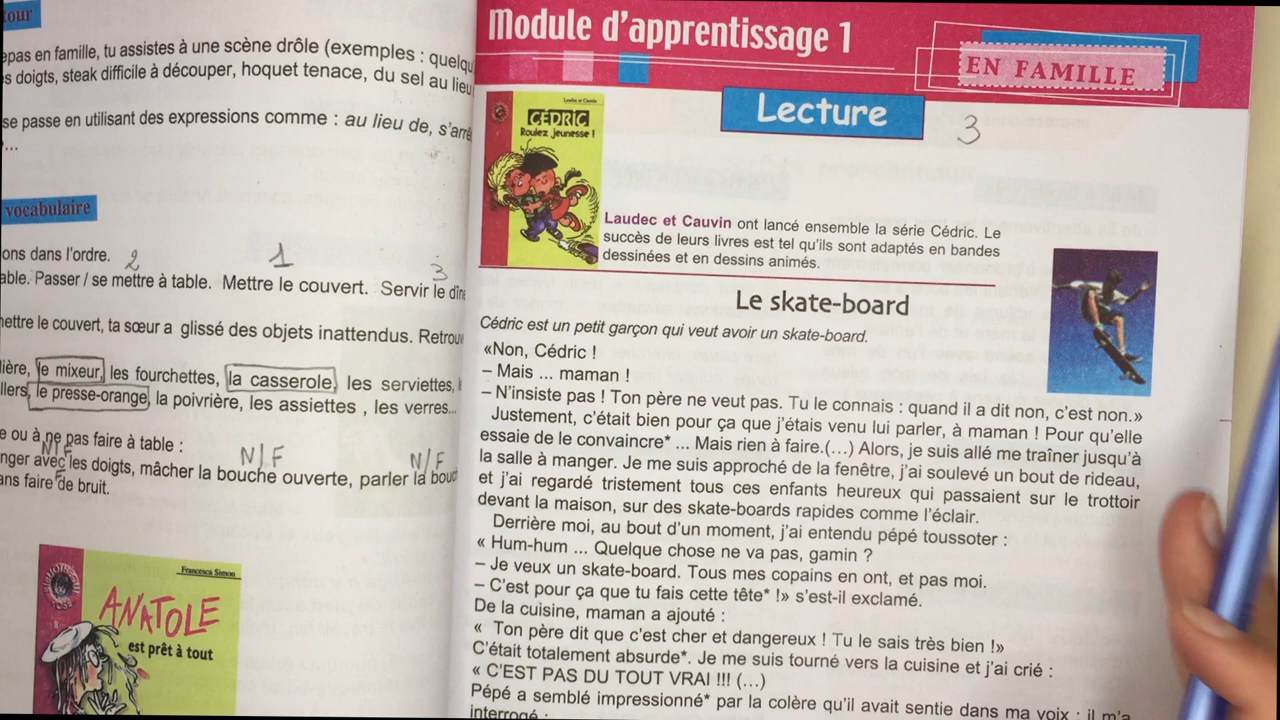 tour
epas en famille, tu assistes à une scène drôle (exemples : quelqu
s doigts, steak difficile à découper, hoquet tenace, du sel au lieu
se passe en utilisant des expressions comme : au lieu de, s'arrê
...
vocabulaire
ons dans l'ordre.
2 1 3
able. Passer / se mettre à table. Mettre le couvert. Servir le dîne
mettre le couvert, ta sœur a glissé des objets inattendus. Retrouv
lière, le mixeur, les fourchettes, la casserole, les serviettes,
llers, le presse-orange, la poivrière, les assiettes , les verres...
e ou à ne pas faire à table :
N/F N/F N/F
nger avec les doigts, mâcher la bouche ouverte, parler la bouc
ans faire de bruit.
F
Francesca Simon
ANATOLE
est prêt à tout
Module d'apprentissage 1
EN FAMILLE
Lecture
3
Laudec et Cauvin
CÉDRIC
Roulez jeunesse !
Laudec et Cauvin ont lancé ensemble la série Cédric. Le
succès de leurs livres est tel qu'ils sont adaptés en bandes
dessinées et en dessins animés.
Le skate-board
Cédric est un petit garçon qui veut avoir un skate-board.
«Non, Cédric !
– Mais ... maman !
– N'insiste pas ! Ton père ne veut pas. Tu le connais : quand il a dit non, c'est non.»
Justement, c'était bien pour ça que j'étais venu lui parler, à maman ! Pour qu'elle
essaie de le convaincre* ... Mais rien à faire.(...) Alors, je suis allé me traîner jusqu'à
la salle à manger. Je me suis approché de la fenêtre, j'ai soulevé un bout de rideau,
et j'ai regardé tristement tous ces enfants heureux qui passaient sur le trottoir
devant la maison, sur des skate-boards rapides comme l'éclair.
Derrière moi, au bout d'un moment, j'ai entendu pépé toussoter :
« Hum-hum ... Quelque chose ne va pas, gamin ?
– Je veux un skate-board. Tous mes copains en ont, et pas moi.
– C'est pour ça que tu fais cette tête* !» s'est-il exclamé.
De la cuisine, maman a ajouté :
« Ton père dit que c'est cher et dangereux ! Tu le sais très bien !»
C'était totalement absurde*. Je me suis tourné vers la cuisine et j'ai crié :
« C'EST PAS DU TOUT VRAI !!! (...)
Pépé a semblé impressionné* par la colère qu'il avait sentie dans ma voix : il m'a
interrogé :